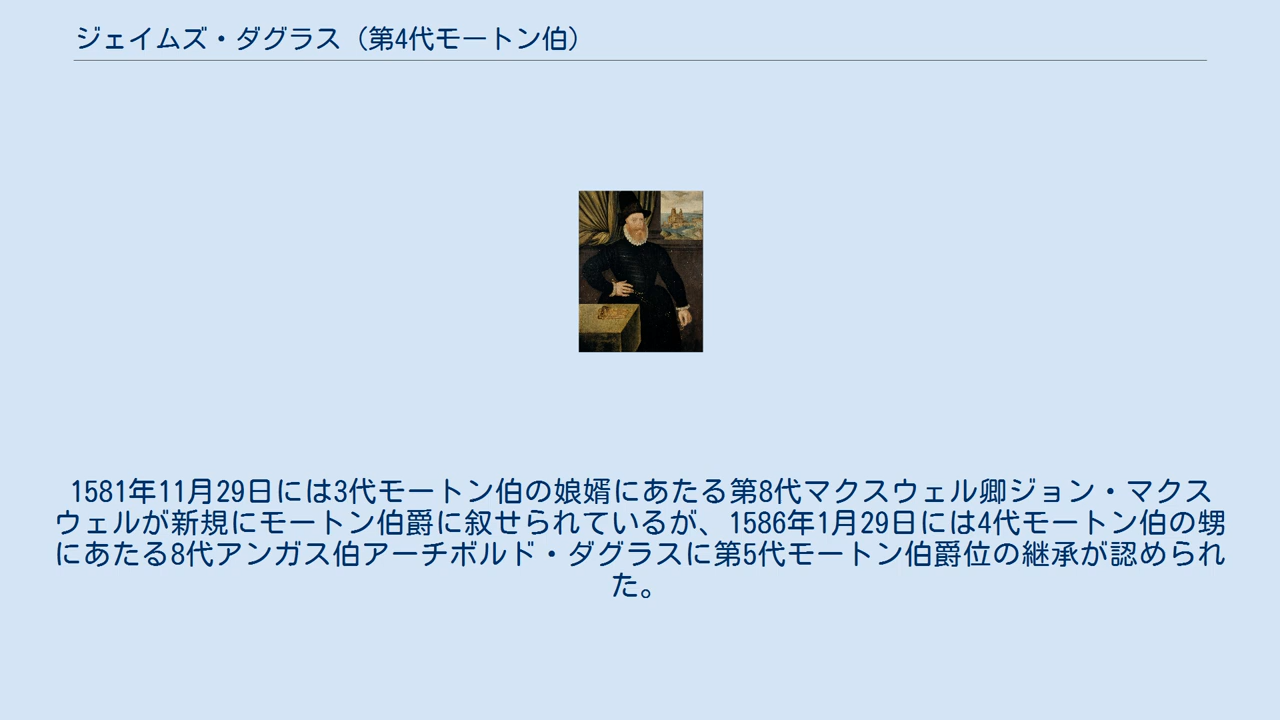 ジェイムズ・ダグラス（第4代モートン伯）
1581年11月29日には3代モートン伯の娘婿にあたる第8代マクスウェル卿ジョン・マクス
ウェルが新規にモートン伯爵に叙せられているが、1586年1月29日には4代モートン伯の甥
にあたる8代アンガス伯アーチボルド・ダグラスに第5代モートン伯爵位の継承が認められ
た。